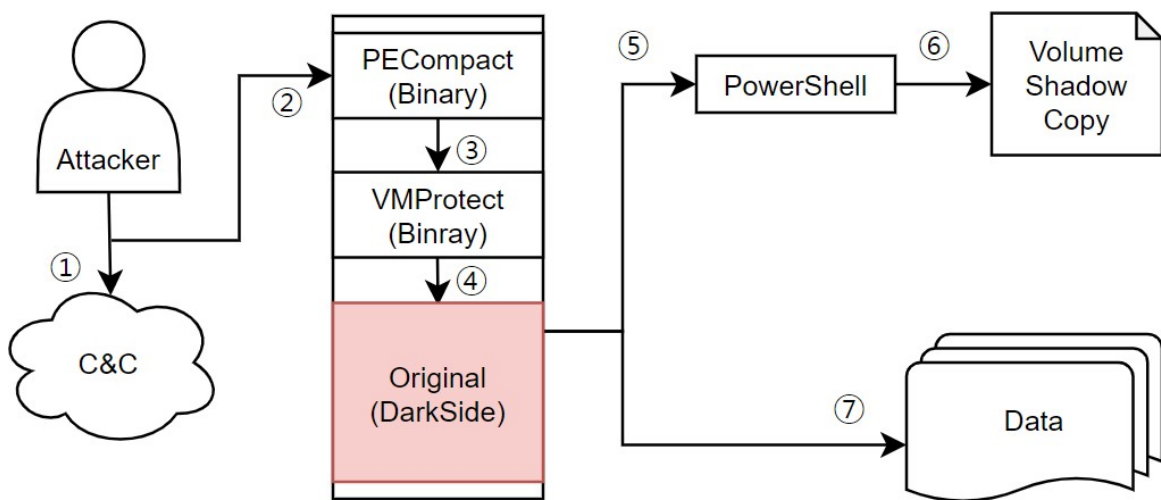 Attacker
①
C&C
②
PECompact
(Binary)
③
VMProtect
(Binray)
④
Original
(DarkSide)
⑤
PowerShell
⑥
Volume
Shadow
Copy
⑦
Data